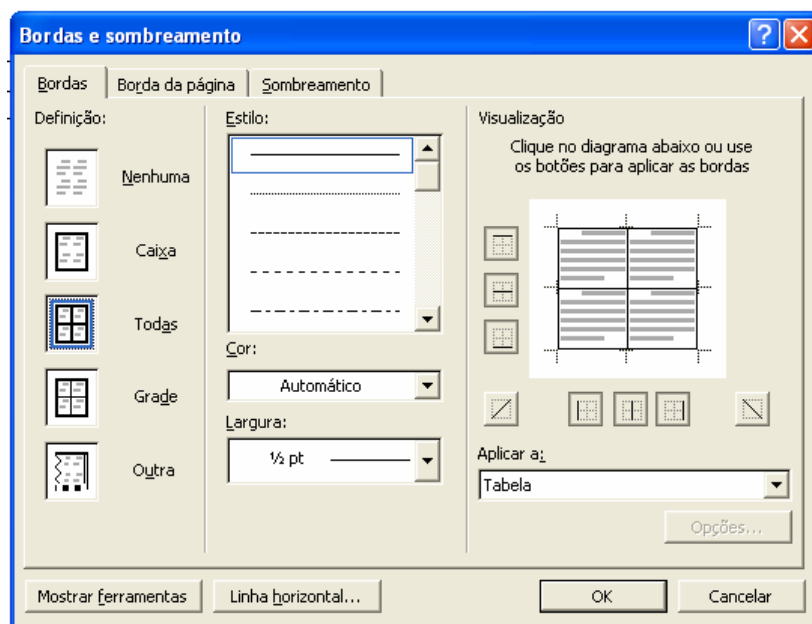 Bordas e sombreamento
Bordas
Borda da página
Sombreamento
Definição:
Nenhuma
Caixa
Todas
Grade
Outra
Estilo:
Cor:
Automático
Largura:
½ pt
Visualização
Clique no diagrama abaixo ou use
os botões para aplicar as bordas
Aplicar a:
Tabela
Opções...
Mostrar ferramentas
Linha horizontal...
OK
Cancelar